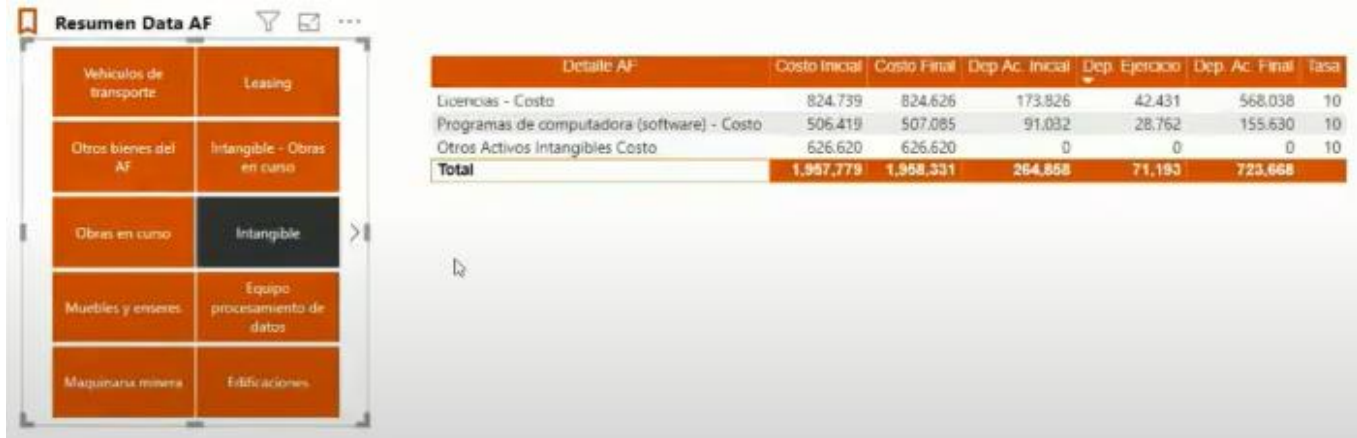 Resumen Data AF
Vehiculos de
transporte
Leasing
Otros bienes del
AF
Intangible - Obras
en curso
Obras en curso
Intangible
Muebles y enseres
Equipo
procesamiento de
datos
Maquinaria minera
Edificaciones
Detalle AF Costo Inicial Costo Final Dep Ac. Inicial Dep. Ejercicio Dep. Ac. Final Tasa
Licencias - Costo 824.739 824.626 173.826 42.431 568.038 10
Programas de computadora (software) - Costo 506.419 507.085 91.032 28.762 155.630 10
Otros Activos Intangibles Costo 626.620 626.620 0 0 0 10
Total 1,957,779 1,958,331 264,858 71,193 723,668